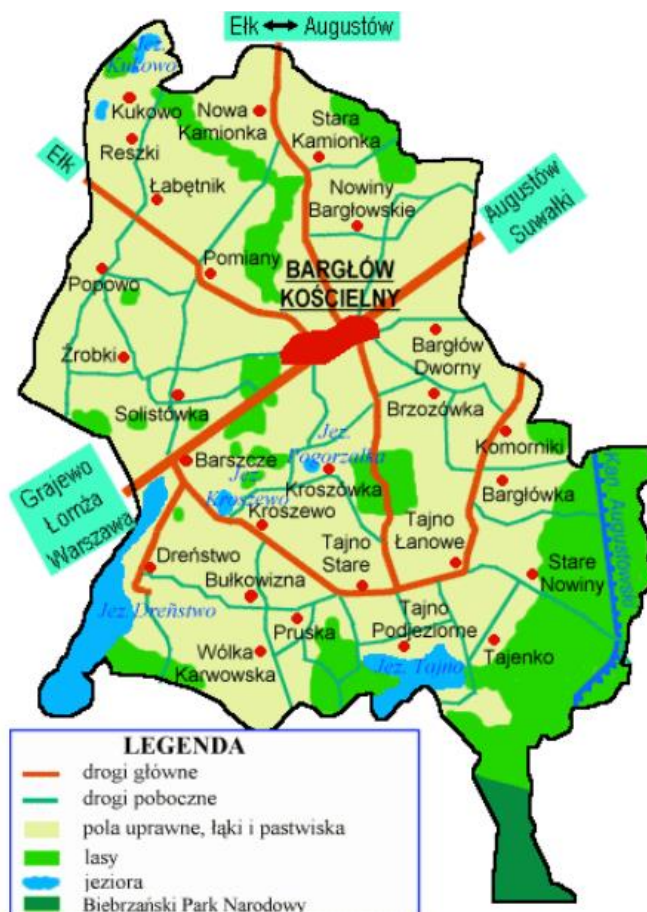 Ełk ↔ Augustów
Jez.
Kukowo
Kukowo
Nowa
Kamionka
Stara
Kamionka
Reszki
Ełk
Łabętnik
Nowiny
Bargłowskie
Augustów
Suwałki
Pomiany
Popowo
BARGŁÓW
KOŚCIELNY
Żrobki
Bargłów
Dworny
Solistówka
Brzozówka
Komorniki
Barszcze
Jez.
Pogorzałka
Jez.
Kroszewo
Kroszówka
Bargłówka
Kan. Augustowski
Grajewo
Łomża
Warszawa
Kroszewo
Tajno
Łanowe
Dreństwo
Tajno
Stare
Stare
Nowiny
Bułkowizna
Jez. Dreństwo
Pruska
Tajno
Podjeziorne
Tajenko
Wólka
Karwowska
Jez. Tajno
LEGENDA
drogi główne
drogi poboczne
pola uprawne, łąki i pastwiska
lasy
jeziora
Biebrzański Park Narodowy